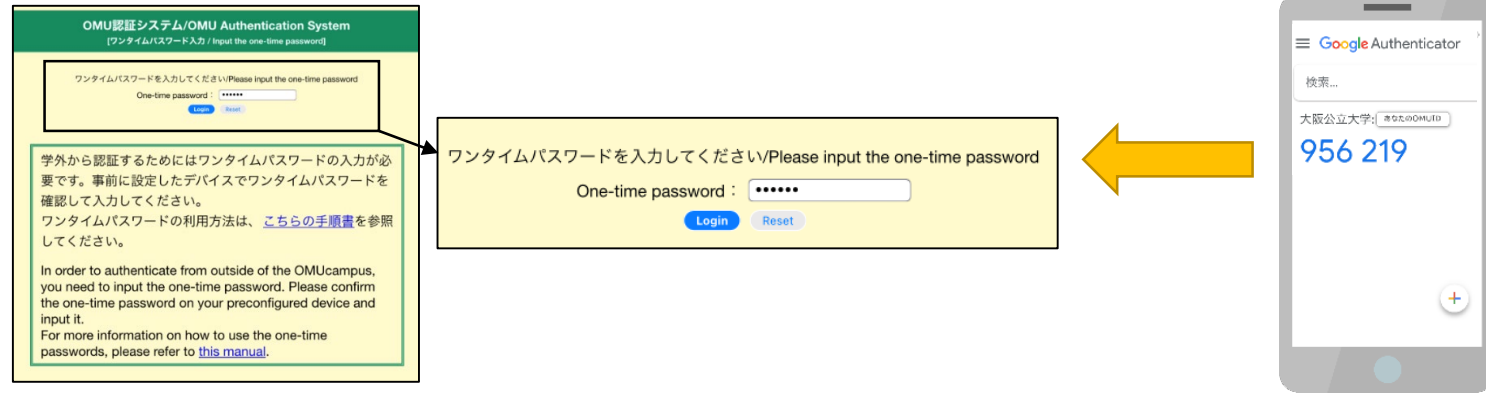 OMU認証システム/OMU Authentication System
[ワンタイムパスワード入力 / Input the one-time password]
ワンタイムパスワードを入力してください/Please input the one-time password
One-time password :
Login Reset
学外から認証するためにはワンタイムパスワードの入力が必
要です。事前に設定したデバイスでワンタイムパスワードを
確認して入力してください。
ワンタイムパスワードの利用方法は、こちらの手順書を参照
してください。
In order to authenticate from outside of the OMUcampus,
you need to input the one-time password. Please confirm
the one-time password on your preconfigured device and
input it.
For more information on how to use the one-time
passwords, please refer to this manual.
ワンタイムパスワードを入力してください/Please input the one-time password
One-time password :
Login Reset
Google Authenticator
検索...
大阪公立大学: あなたのOMUID
956 219